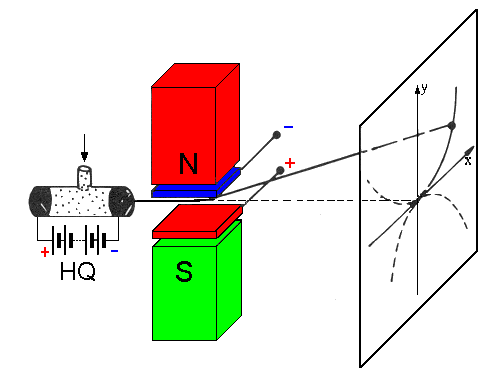 y
N
–
+
x
+
–
HQ
S